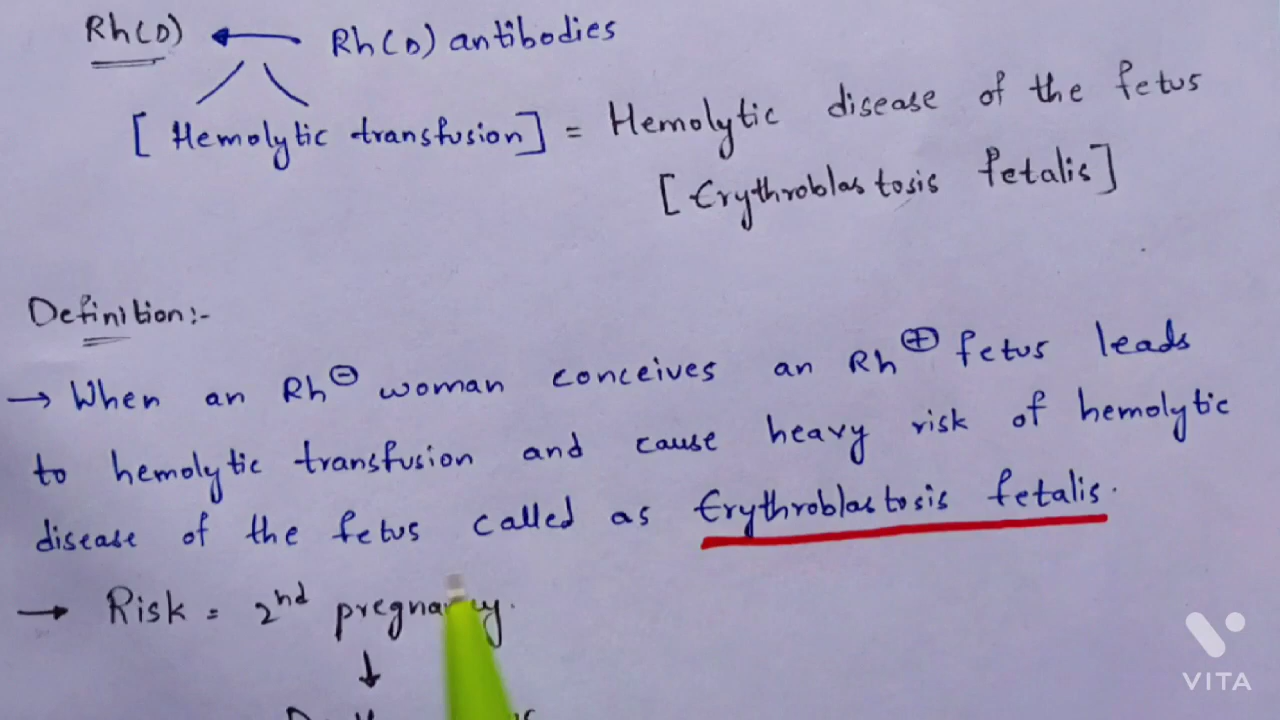 Rh(D) ← Rh(D) antibodies
[Hemolytic transfusion] = Hemolytic disease of the fetus
[Erythroblastosis fetalis]
Definition:-
→ When an Rh⊖ woman conceives an Rh⊕ fetus leads
to hemolytic transfusion and cause heavy risk of hemolytic
disease of the fetus called as Erythroblastosis fetalis.
→ Risk = 2nd pregnancy.
↓
VITA